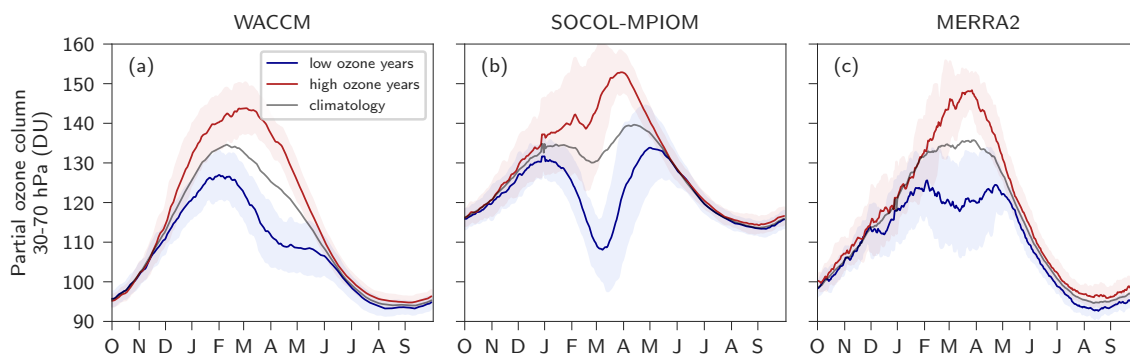 WACCM
SOCOL-MPIOM
MERRA2
Partial ozone column
30-70 hPa (DU)
160
150
140
130
120
110
100
90
(a)
low ozone years
high ozone years
climatology
(b)
(c)
O N D J F M A M J J A S
O N D J F M A M J J A S
O N D J F M A M J J A S